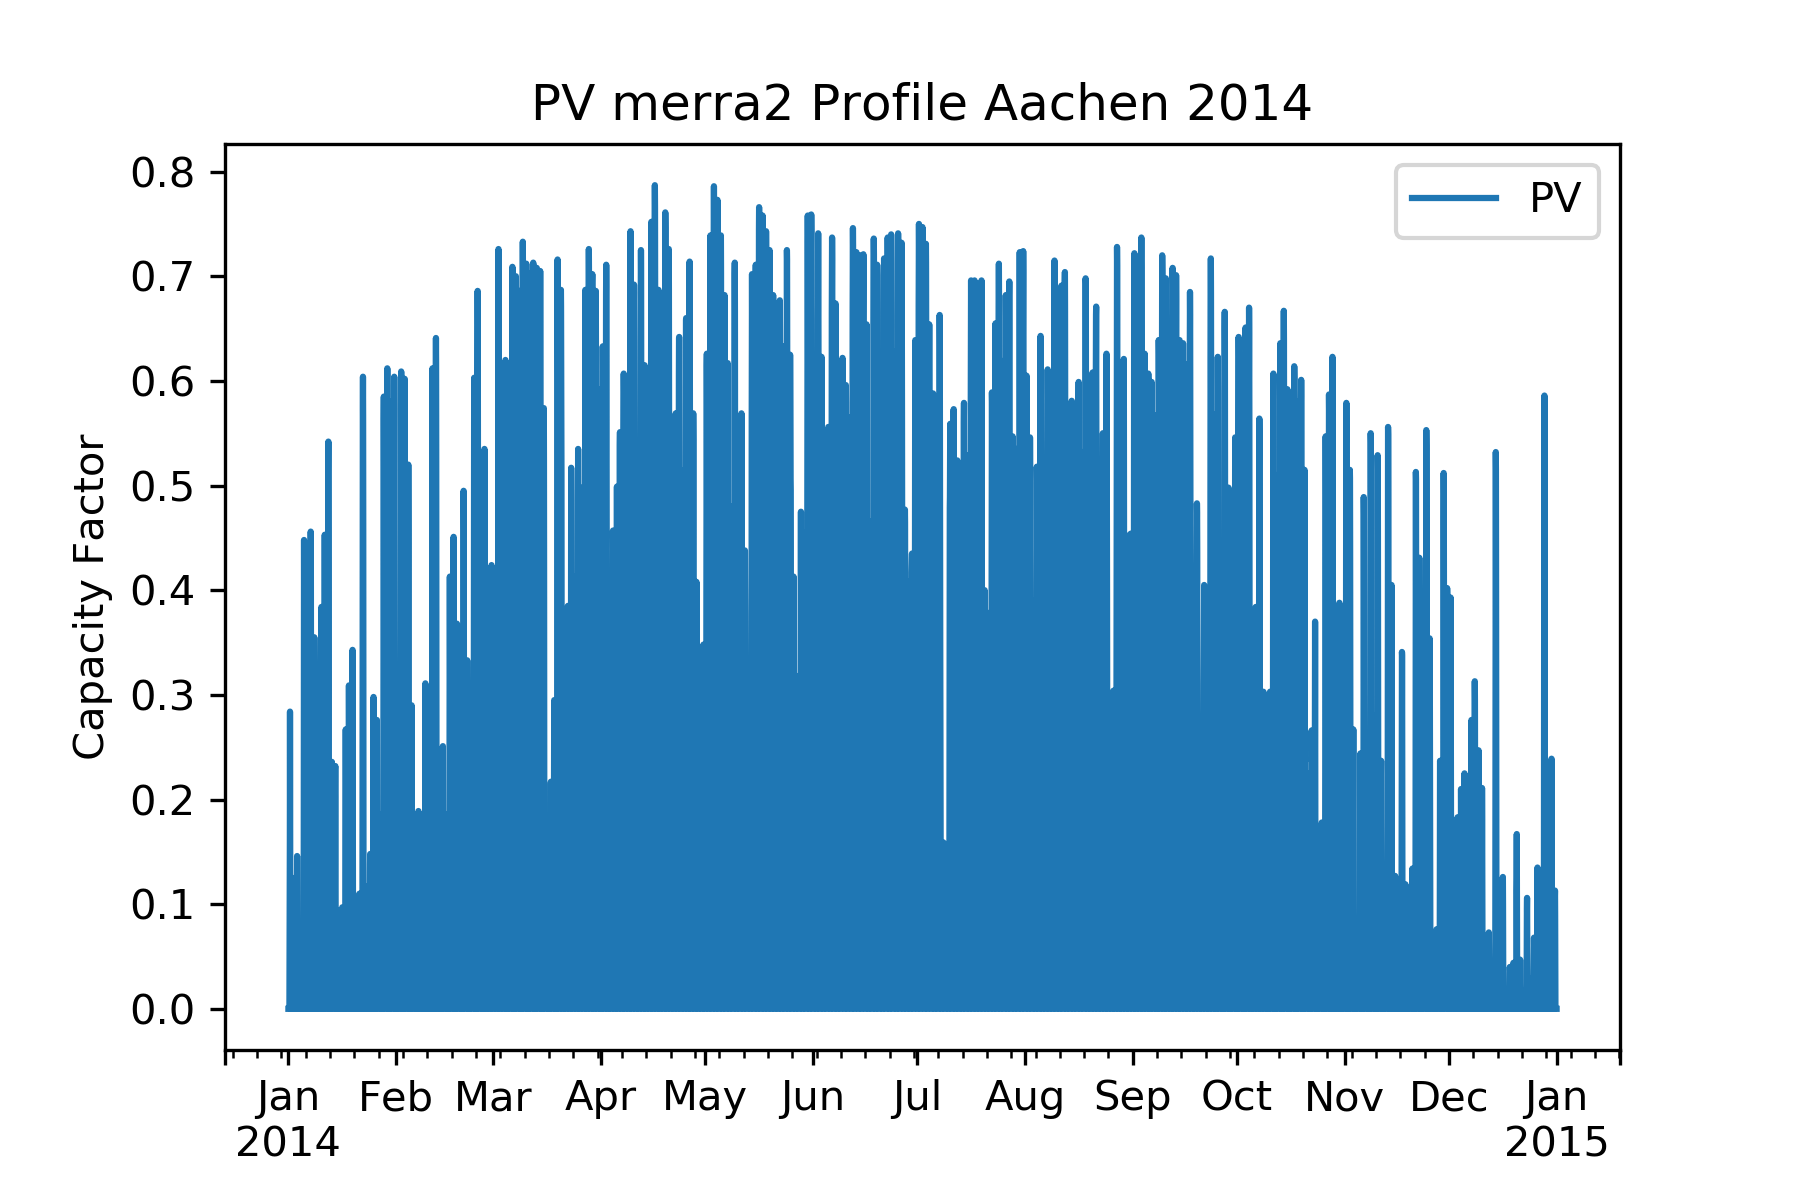 PV merra2 Profile Aachen 2014
PV
Capacity Factor
0.8
0.7
0.6
0.5
0.4
0.3
0.2
0.1
0.0
Jan Feb Mar Apr May Jun Jul Aug Sep Oct Nov Dec Jan
2014 2015